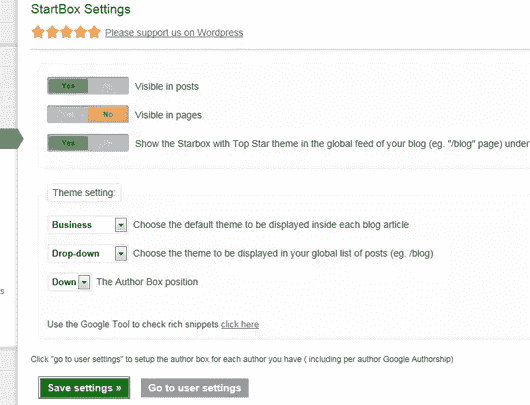 StartBox Settings
Please support us on Wordpress
Yes No Visible in posts
Yes No Visible in pages
Yes No Show the Starbox with Top Star theme in the global feed of your blog (eg. "/blog" page) under
Theme setting:
Business Choose the default theme to be displayed inside each blog article
Drop-down Choose the theme to be displayed in your global list of posts (eg. /blog)
Down The Author Box position
Use the Google Tool to check rich snippets click here
Click "go to user settings" to setup the author box for each author you have ( including per author Google Authorship)
Save settings » Go to user settings